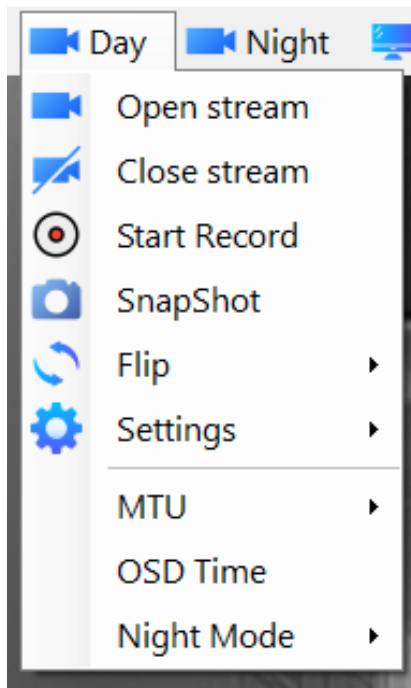 Day Night
Open stream
Close stream
Start Record
SnapShot
Flip
Settings
MTU
OSD Time
Night Mode